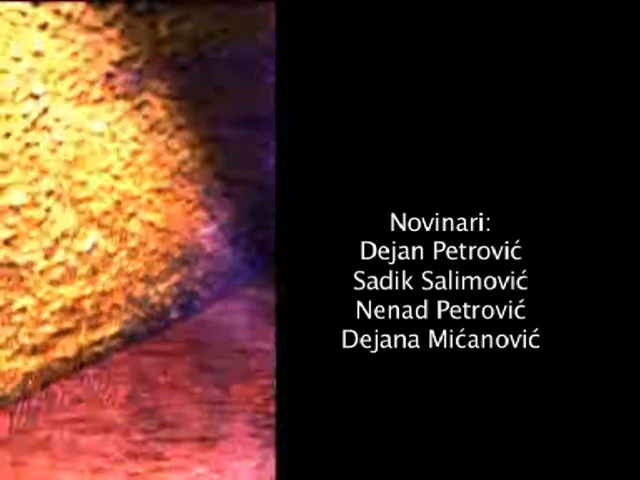 Novinari:
Dejan Petrović
Sadik Salimović
Nenad Petrović
Dejana Mićanović